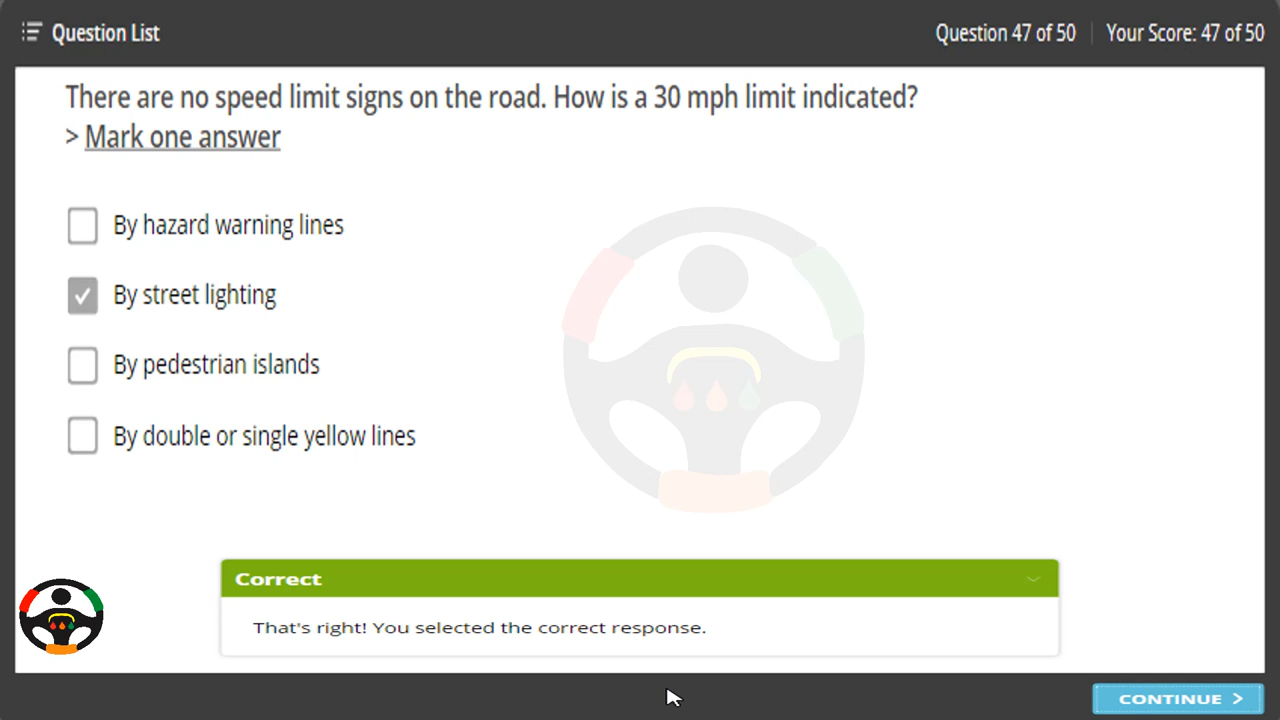 Question List
Question 47 of 50
Your Score: 47 of 50
There are no speed limit signs on the road. How is a 30 mph limit indicated?
> Mark one answer
By hazard warning lines
By street lighting
By pedestrian islands
By double or single yellow lines
Correct
That's right! You selected the correct response.
CONTINUE >